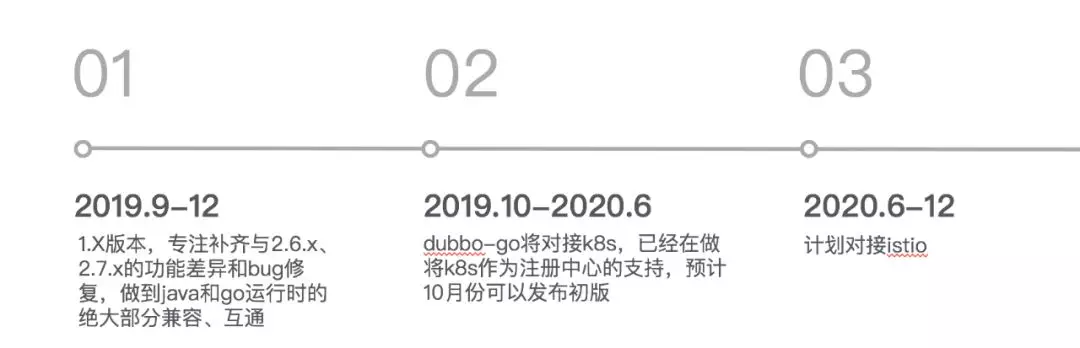 01
02
03
2019.9-12
1.X版本，专注补齐与2.6.x、
2.7.x的功能差异和bug修
复，做到java和go运行时的
绝大部分兼容、互通
2019.10-2020.6
dubbo-go将对接k8s，已经在做
将k8s作为注册中心的支持，预计
10月份可以发布初版
2020.6-12
计划对接istio